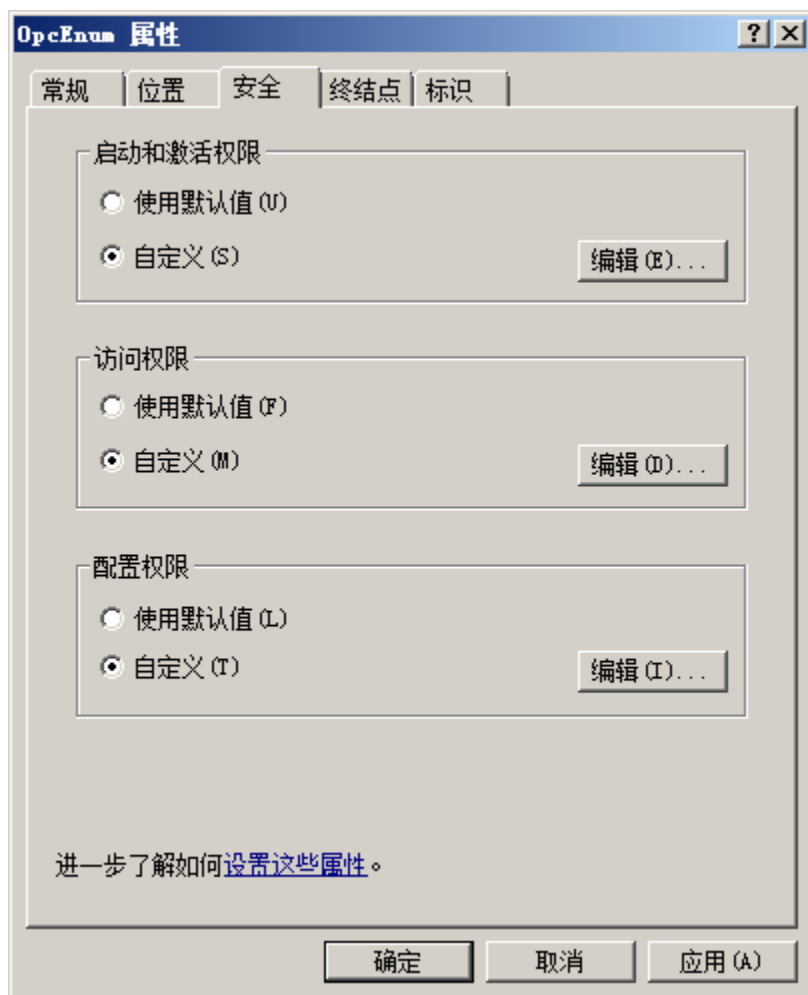 OpcEnum 属性
常规 位置 安全 终结点 标识
启动和激活权限
使用默认值(U)
自定义(S)
编辑(E)...
访问权限
使用默认值(F)
自定义(M)
编辑(D)...
配置权限
使用默认值(L)
自定义(T)
编辑(I)...
进一步了解如何设置这些属性。
确定 取消 应用(A)